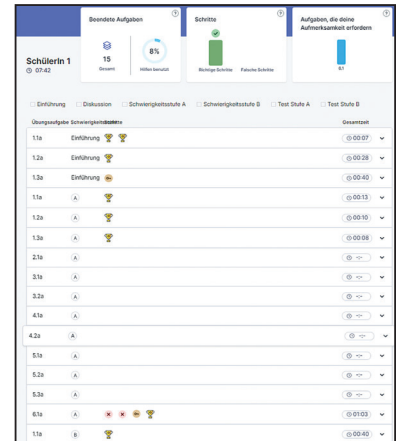 Beendete Aufgaben
?
Schritte
?
Aufgaben, die deine
Aufmerksamkeit erfordern
?
SchülerIn 1
07:42
15
Gesamt
8%
Hilfen benutzt
Richtige Schritte
Falsche Schritte
6.1
Einführung
Diskussion
Schwierigkeitsstufe A
Schwierigkeitsstufe B
Test Stufe A
Test Stufe B
Übungsaufgabe Schwierigkeitsstufe Schritte Gesamtzeit
1.1a Einführung 00:07
1.2a Einführung 00:28
1.3a Einführung 00:40
1.1a A 00:13
1.2a A 00:10
1.3a A 00:08
2.1a A -:-
3.1a A -:-
3.2a A -:-
4.1a A -:-
4.2a A -:-
5.1a A -:-
5.2a A -:-
5.3a A -:-
6.1a A 01:03
1.1a B 00:40